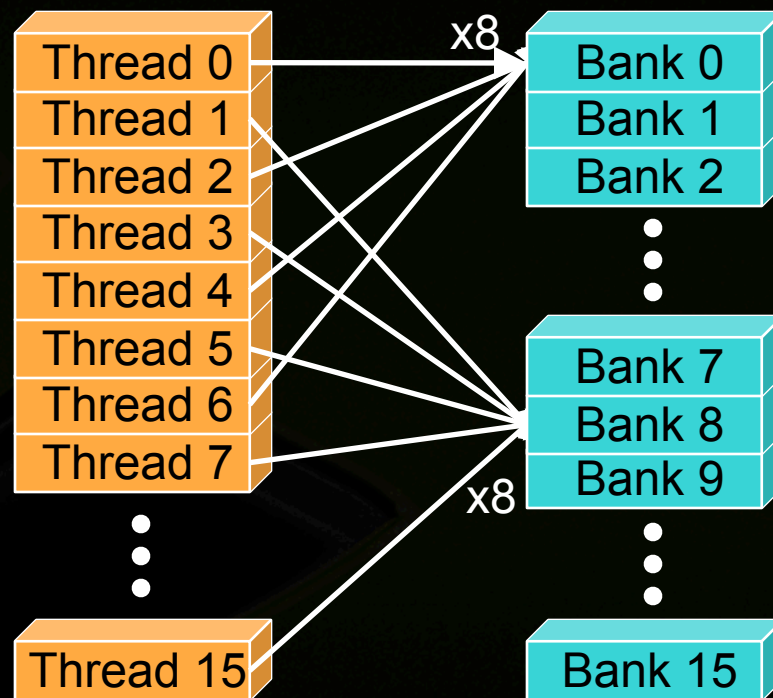 x8
Thread 0
Thread 1
Thread 2
Thread 3
Thread 4
Thread 5
Thread 6
Thread 7
Thread 15
Bank 0
Bank 1
Bank 2
Bank 7
Bank 8
Bank 9
x8
Bank 15